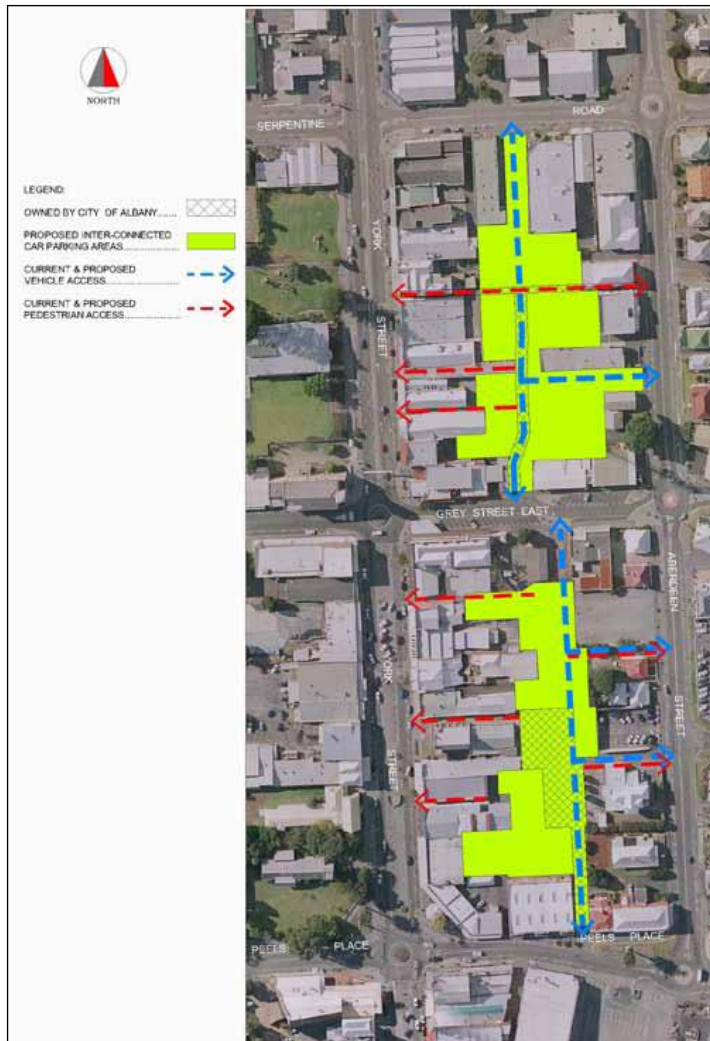 NORTH
LEGEND:
OWNED BY CITY OF ALBANY......
PROPOSED INTER-CONNECTED
CAR PARKING AREAS..................
CURRENT & PROPOSED
VEHICLE ACCESS.......................
CURRENT & PROPOSED
PEDESTRIAN ACCESS.................
SERPENTINE ROAD
YORK STREET
GREY STREET EAST
ABERDEEN STREET
YORK STREET
PEELS PLACE
PEELS PLACE